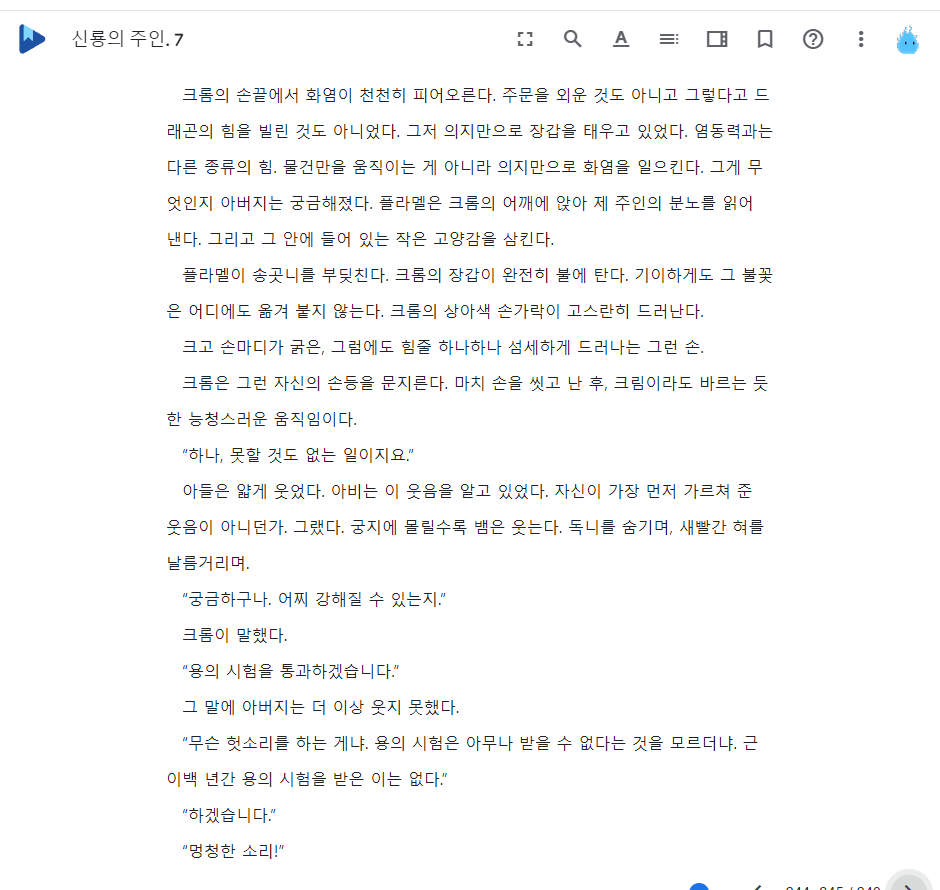 신룡의 주인. 7
크롬의 손끝에서 화염이 천천히 피어오른다. 주문을 외운 것도 아니고 그렇다고 드
래곤의 힘을 빌린 것도 아니었다. 그저 의지만으로 장갑을 태우고 있었다. 염동력과는
다른 종류의 힘. 물건만을 움직이는 게 아니라 의지만으로 화염을 일으킨다. 그게 무
엇인지 아버지는 궁금해졌다. 플라멜은 크롬의 어깨에 앉아 제 주인의 분노를 읽어
낸다. 그리고 그 안에 들어 있는 작은 고양감을 삼킨다.
플라멜이 송곳니를 부딪친다. 크롬의 장갑이 완전히 불에 탄다. 기이하게도 그 불꽃
은 어디에도 옮겨 붙지 않는다. 크롬의 상아색 손가락이 고스란히 드러난다.
크고 손마디가 굵은, 그럼에도 힘줄 하나하나 섬세하게 드러나는 그런 손.
크롬은 그런 자신의 손등을 문지른다. 마치 손을 씻고 난 후, 크림이라도 바르는 듯
한 능청스러운 움직임이다.
“하나, 못할 것도 없는 일이지요.”
아들은 얇게 웃었다. 아비는 이 웃음을 알고 있었다. 자신이 가장 먼저 가르쳐 준
웃음이 아니던가. 그랬다. 궁지에 몰릴수록 뱀은 웃는다. 독니를 숨기며, 새빨간 혀를
날름거리며.
“궁금하구나. 어찌 강해질 수 있는지.”
크롬이 말했다.
“용의 시험을 통과하겠습니다.”
그 말에 아버지는 더 이상 웃지 못했다.
“무슨 헛소리를 하는 게냐. 용의 시험은 아무나 받을 수 없다는 것을 모르더냐. 근
이백 년간 용의 시험을 받은 이는 없다.”
“하겠습니다.”
“멍청한 소리!”